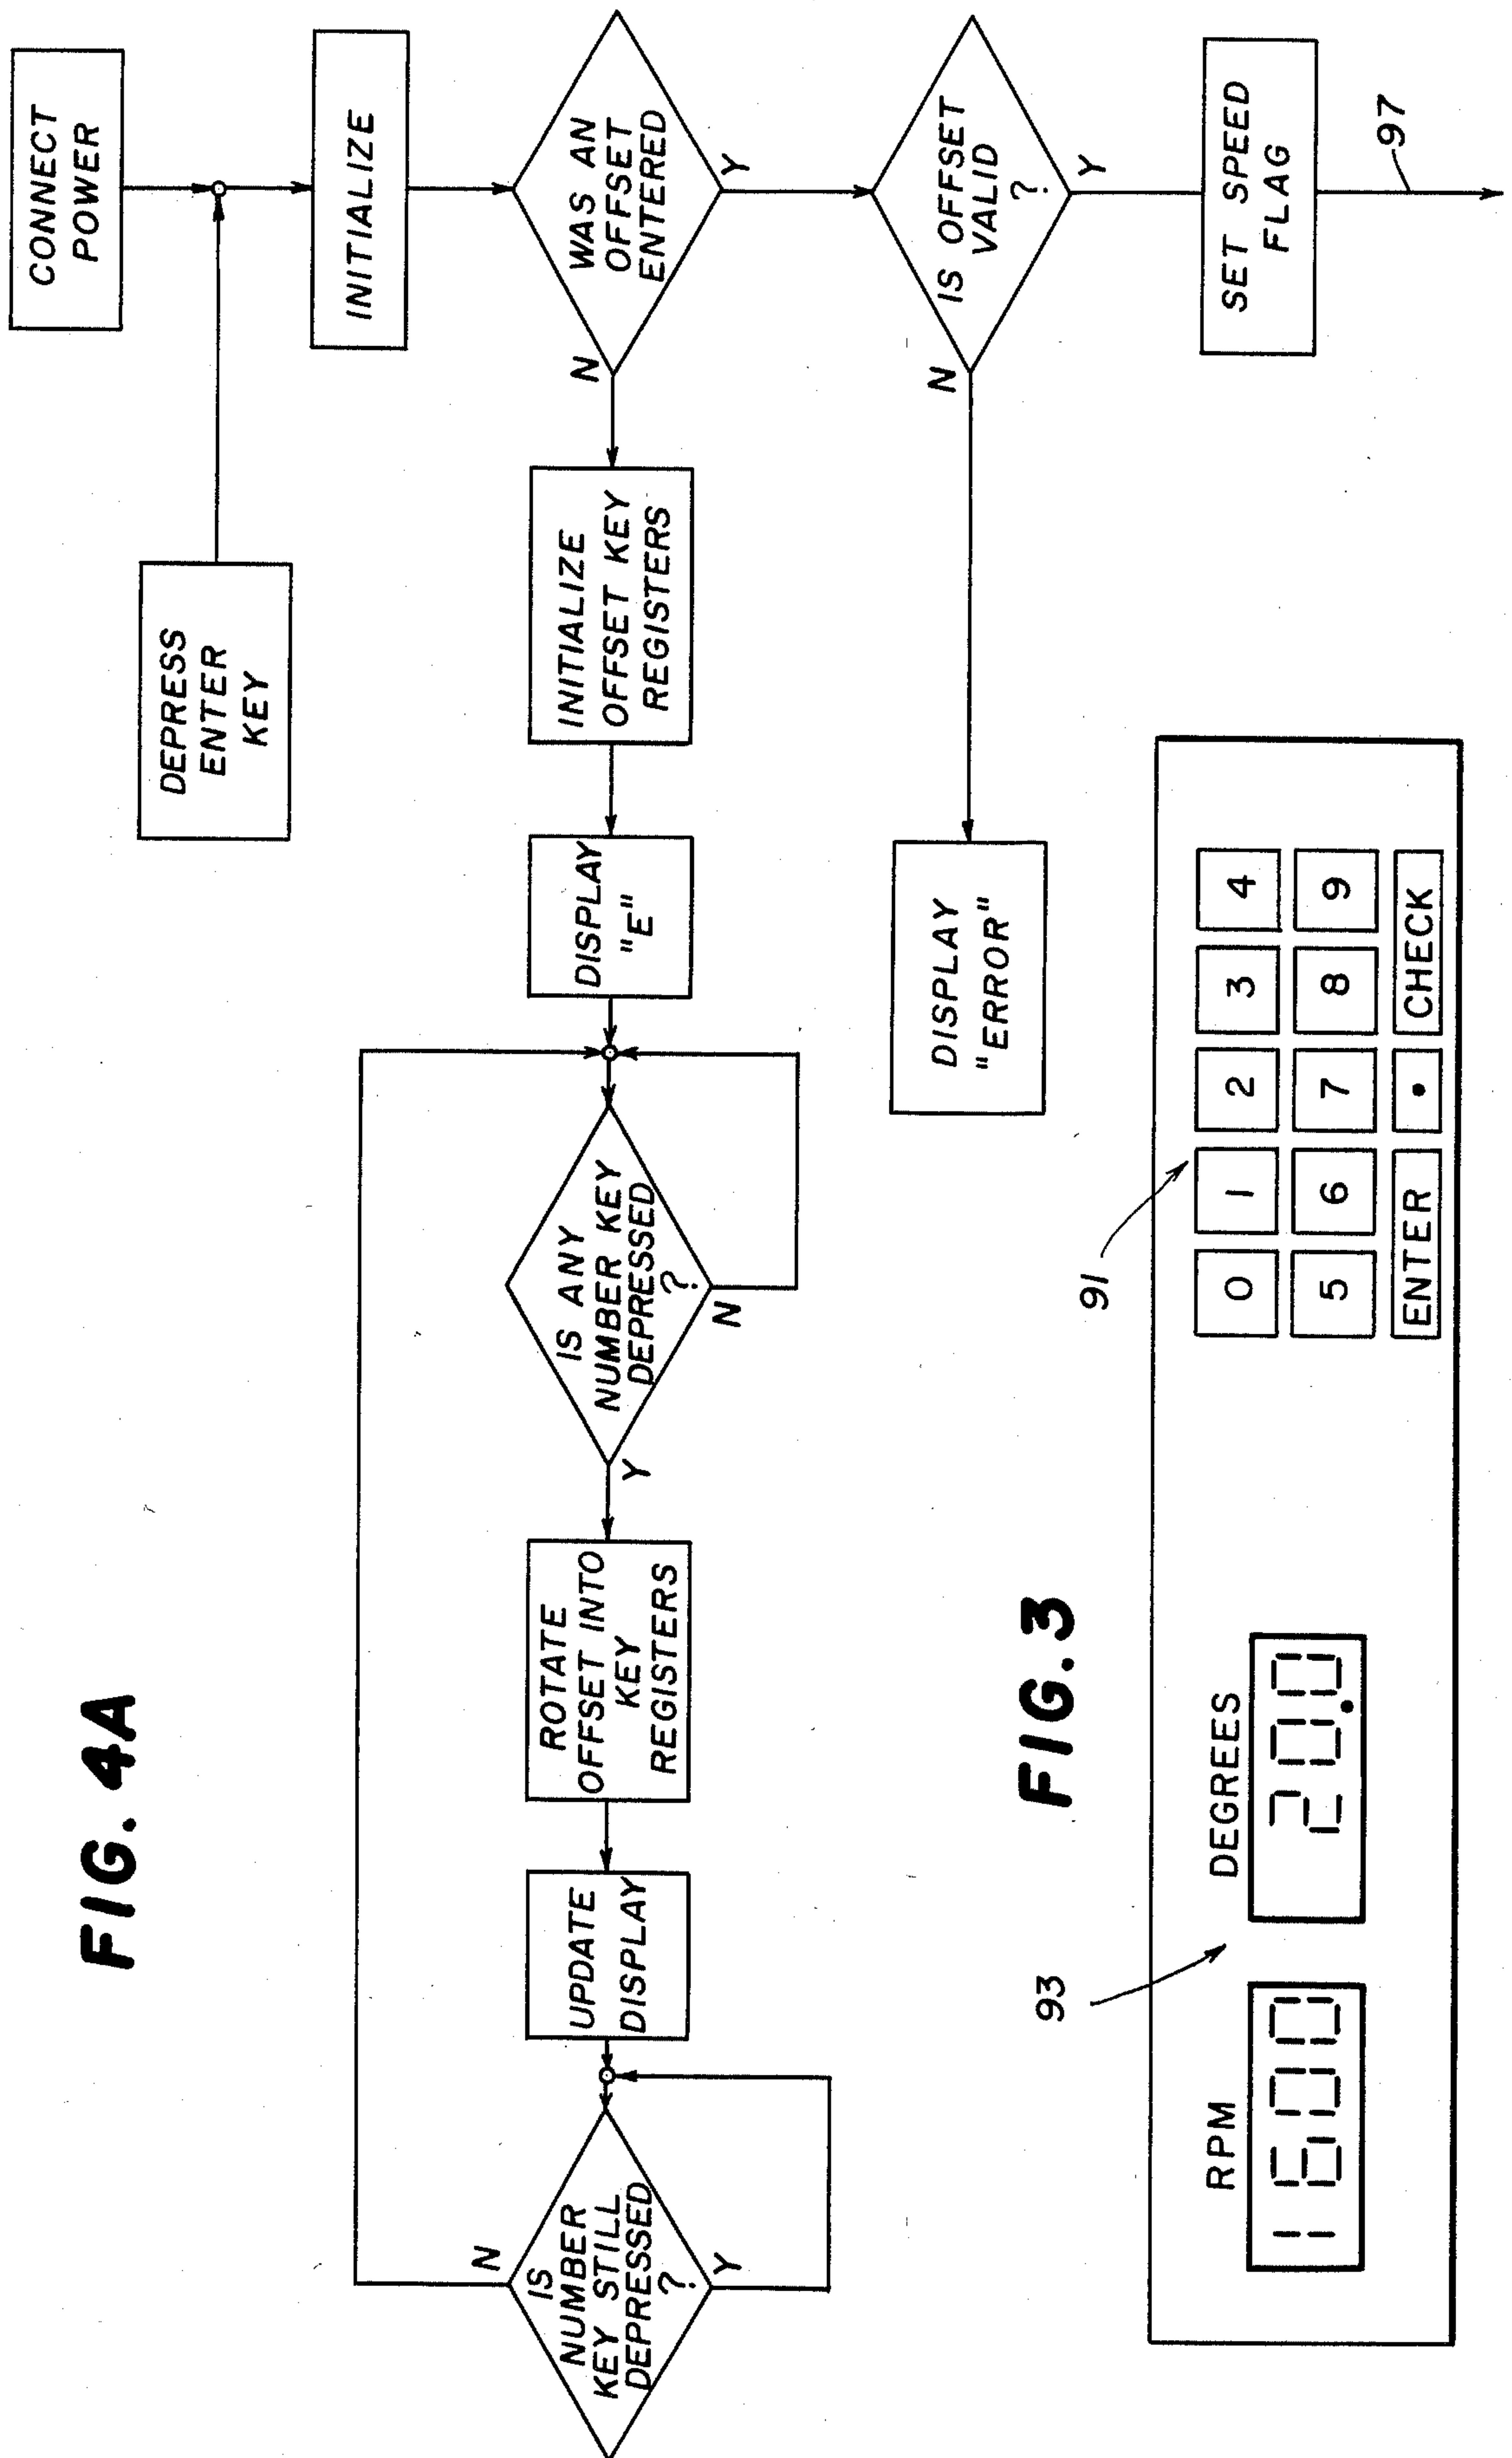 FIG. 4A
CONNECT
POWER
DEPRESS
ENTER
KEY
INITIALIZE
WAS AN
OFFSET
ENTERED
N
Y
INITIALIZE
OFFSET KEY
REGISTERS
DISPLAY
"E"
IS ANY
NUMBER KEY
DEPRESSED
?
N
Y
ROTATE
OFFSET INTO
KEY
REGISTERS
UPDATE
DISPLAY
IS
NUMBER
KEY STILL
DEPRESSED
?
N
Y
IS OFFSET
VALID
?
N
Y
DISPLAY
"ERROR"
SET SPEED
FLAG
97
FIG. 3
93
91
RPM
1600
DEGREES
20.0
0 1 2 3 4
5 6 7 8 9
ENTER • CHECK